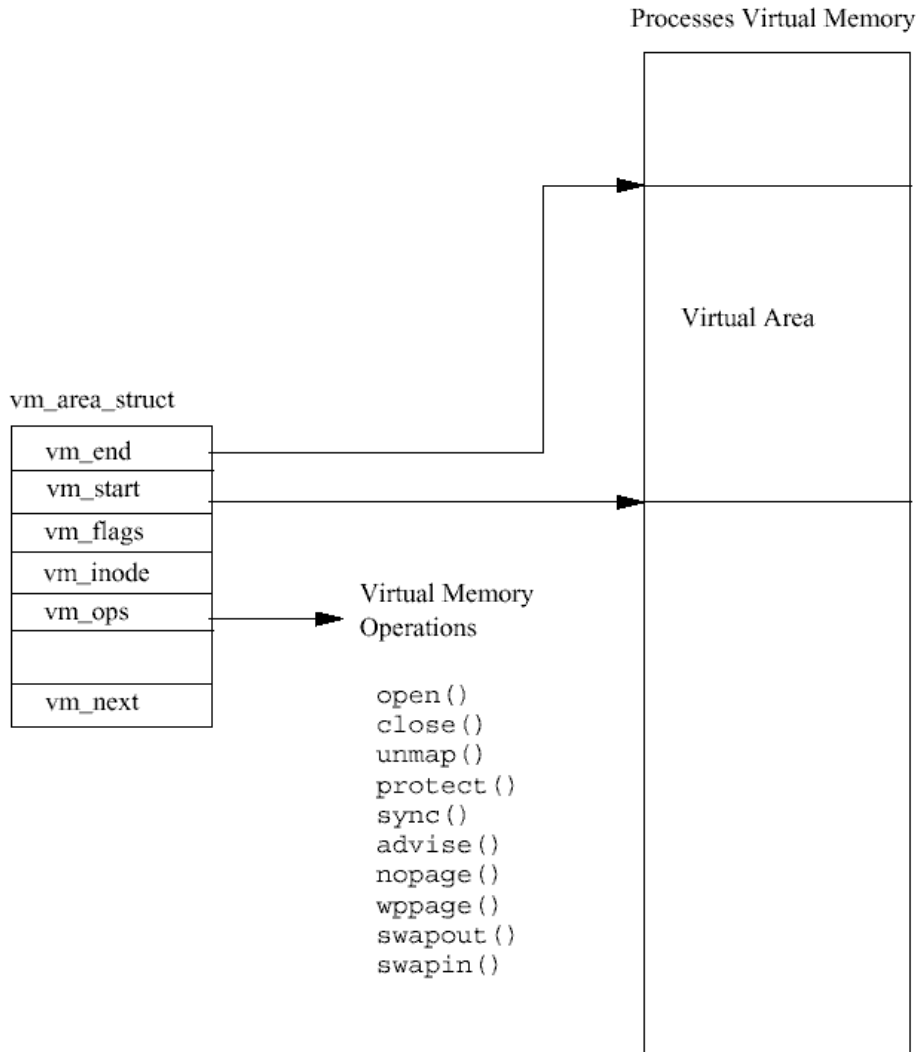 Processes Virtual Memory
Virtual Area
vm_area_struct
vm_end
vm_start
vm_flags
vm_inode
vm_ops
vm_next
Virtual Memory
Operations
open()
close()
unmap()
protect()
sync()
advise()
nopage()
wppage()
swapout()
swapin()